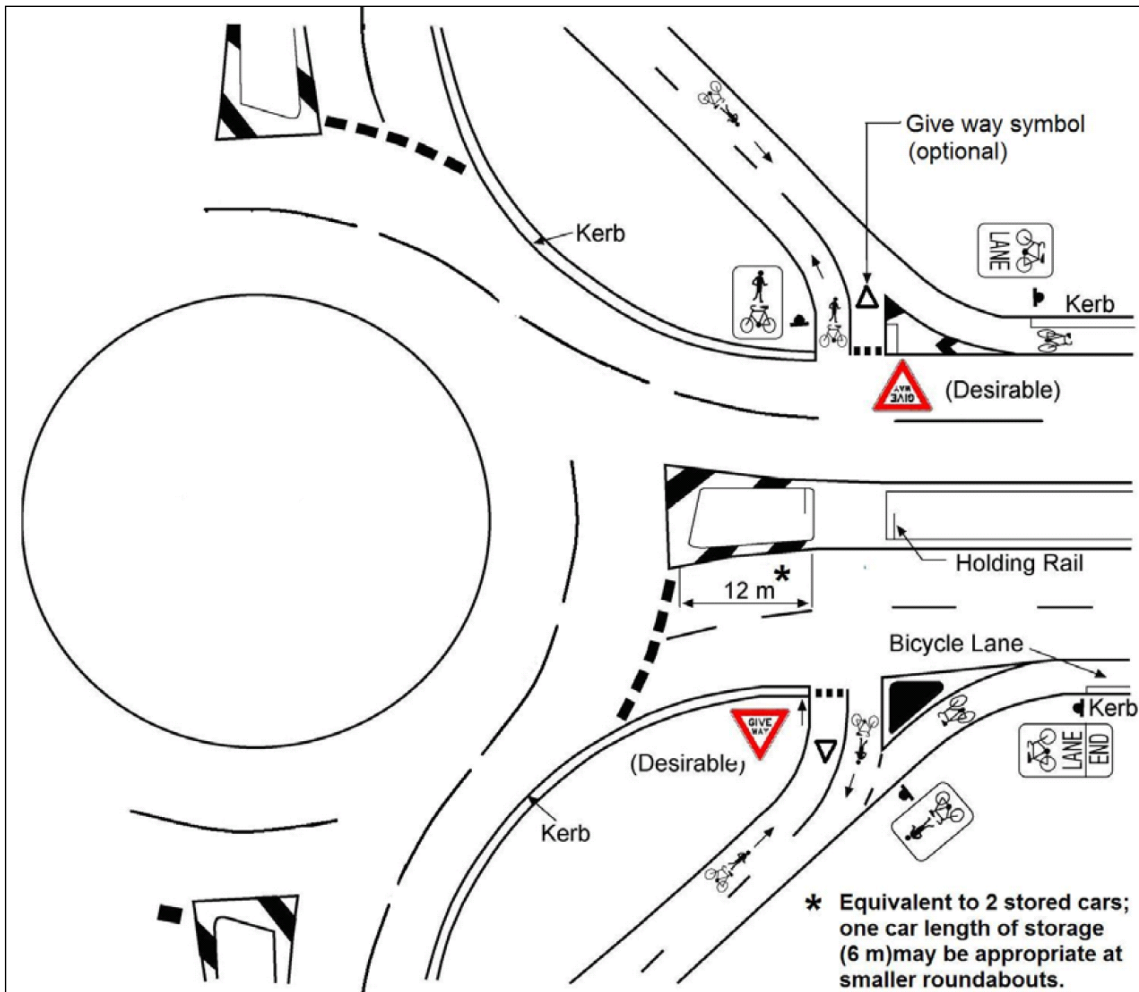 Give way symbol
(optional)
LANE
Kerb
Kerb
GIVE
WAY
(Desirable)
Holding Rail
12 m*
Bicycle Lane
GIVE
WAY
(Desirable)
Kerb
LANE
END
Kerb
* Equivalent to 2 stored cars;
one car length of storage
(6 m)may be appropriate at
smaller roundabouts.